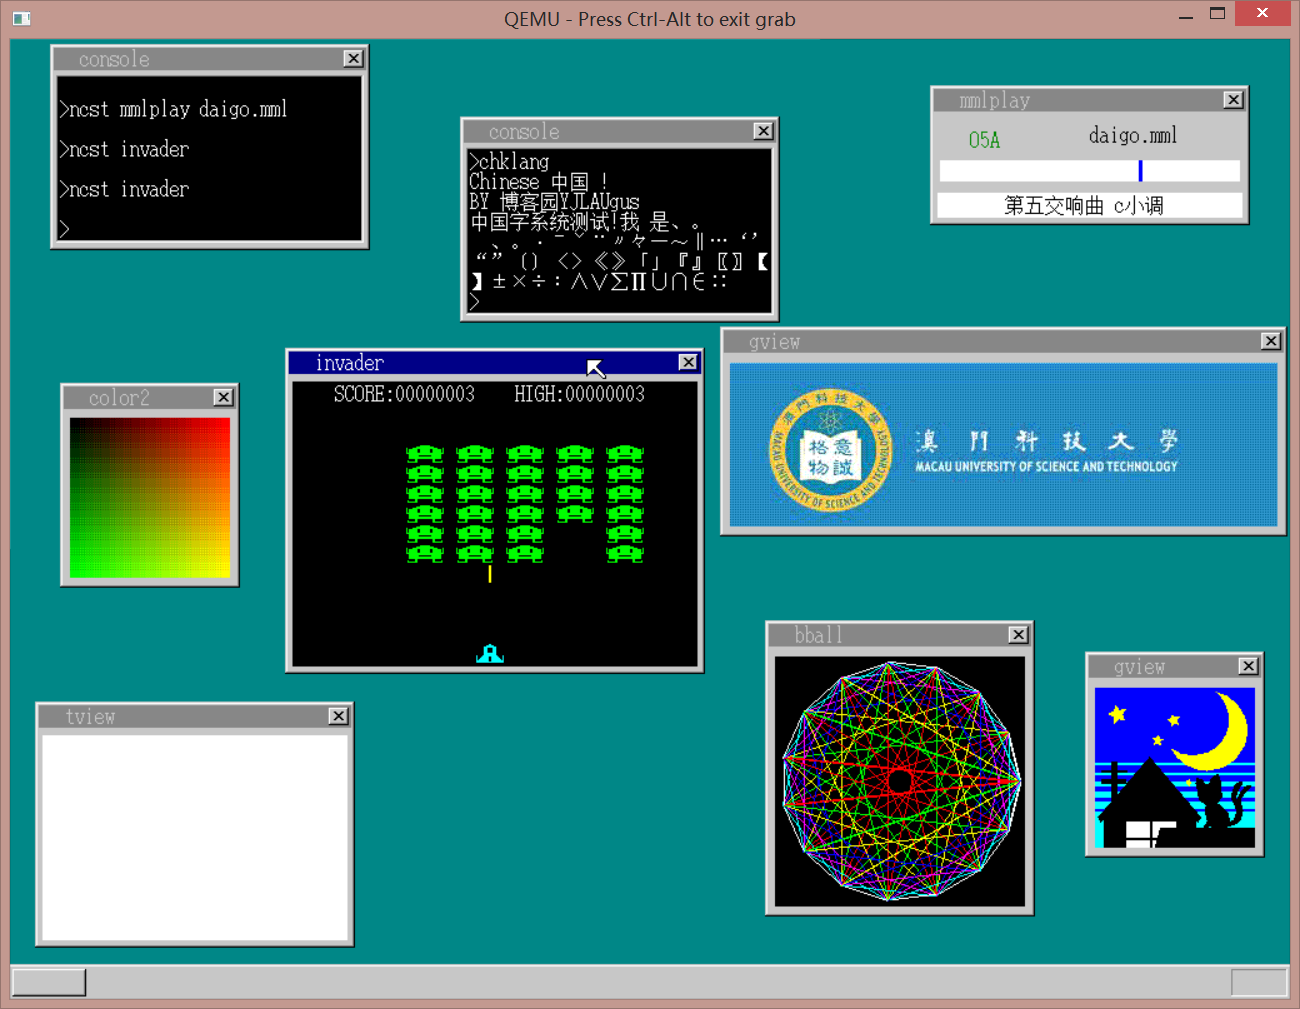 QEMU - Press Ctrl-Alt to exit grab
console
>ncst mmlplay daigo.mml
>ncst invader
>ncst invader
>
console
>chklang
Chinese 中国 !
BY 博客园YJLAUgus
中国字系统测试!我 是、。
、。·ˉˇ¨〃々—～‖…‘’
“”〔〕〈〉《》「」『』〖〗【
】±×÷∶∧∨∑∏∪∩∈∷
>
mmlplay
O5A
daigo.mml
第五交响曲 c小调
invader
SCORE:00000003 HIGH:00000003
gview
澳門科技大學
MACAU UNIVERSITY OF SCIENCE AND TECHNOLOGY
意誠
格物
澳門科技大學
MACAU UNIVERSITY OF SCIENCE AND TECHNOLOGY
color2
bball
gview
tview